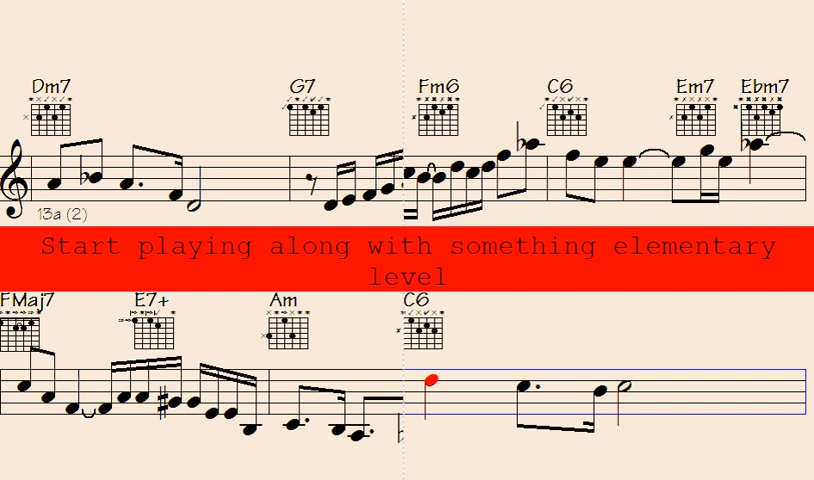 Dm7 G7 Fm6 C6 Em7 Ebm7
13a (2)
Start playing along with something elementary
level
FMaj7 E7+ Am C6